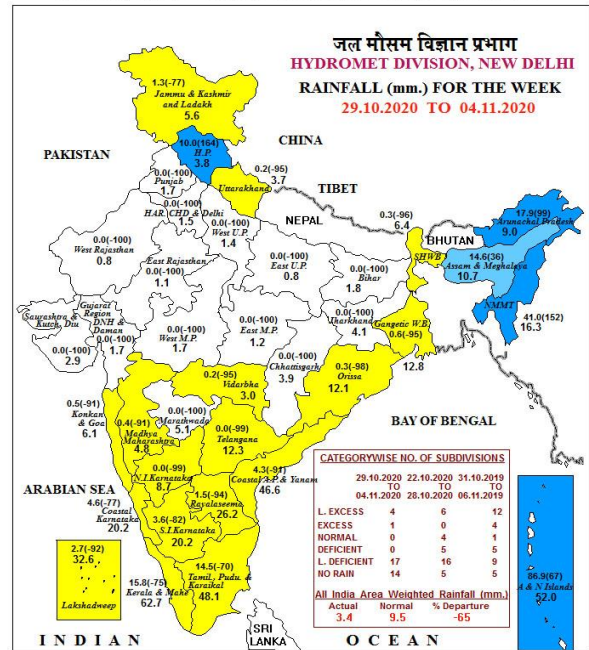 जल मौसम विज्ञान प्रभाग
HYDROMET DIVISION, NEW DELHI
RAINFALL (mm.) FOR THE WEEK
29.10.2020 TO 04.11.2020
1.3(-77)
Jammu & Kashmir
and Ladakh
5.6
CHINA
PAKISTAN
10.0(164)
H.P.
3.8
0.0(-100)
Punjab
1.7
0.2(-95)
3.7
Uttarakhand
TIBET
0.0(-100)
HAR. CHD & Delhi
1.5
0.0(-100)
West U.P.
1.4
NEPAL
0.3(-96)
6.4
SHWB
BHUTAN
17.9(99)
Arunachal Pradesh
9.0
14.6(36)
Assam & Meghalaya
10.7
NMMT
41.0(152)
16.3
0.0(-100)
West Rajasthan
0.8
East Rajasthan
0.0(-100)
1.1
0.0(-100)
East U.P.
0.8
0.0(-100)
Bihar
1.8
Gujarat
Region
DNH &
Daman
0.0(-100)
1.7
Saurashtra &
Kutch, Diu
0.0(-100)
2.9
0.0(-100)
West M.P.
1.7
0.0(-100)
East M.P.
1.2
0.0(-100)
Jharkhand
4.1
Gangetic W.B.
0.6(-95)
12.8
0.0(-100)
Chhattisgarh
3.9
0.3(-98)
Orissa
12.1
0.2(-95)
Vidarbha
3.0
0.5(-91)
Konkan
& Goa
6.1
0.4(-91)
Madhya
Maharashtra
4.8
0.0(-100)
Marathwada
5.1
0.0(-99)
Telangana
12.3
BAY OF BENGAL
0.0(-99)
N.I.Karnataka
8.7
4.3(-91)
Coastal A.P. & Yanam
46.6
ARABIAN SEA
4.6(-77)
Coastal
Karnataka
20.2
1.5(-94)
Rayalaseema
26.2
3.6(-82)
S.I.Karnataka
20.2
2.7(-92)
32.6
Lakshadweep
15.8(-75)
Kerala & Mahe
62.7
14.5(-70)
Tamil, Pudu. &
Karaikal
48.1
CATEGORYWISE NO. OF SUBDIVISIONS
29.10.2020 22.10.2020 31.10.2019
TO TO TO
04.11.2020 28.10.2020 06.11.2019
L. EXCESS 4 6 12
EXCESS 1 0 4
NORMAL 0 4 1
DEFICIENT 0 5 5
L. DEFICIENT 17 16 9
NO RAIN 14 5 5
All India Area Weighted Rainfall (mm.)
Actual Normal % Departure
3.4 9.5 -65
86.9(67)
A & N Islands
52.0
SRI
LANKA
INDIAN OCEAN